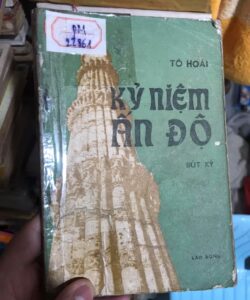 TÔ HOÀI
KỶ NIỆM
ẤN ĐỘ
BÚT KÝ
LAO ĐỘNG